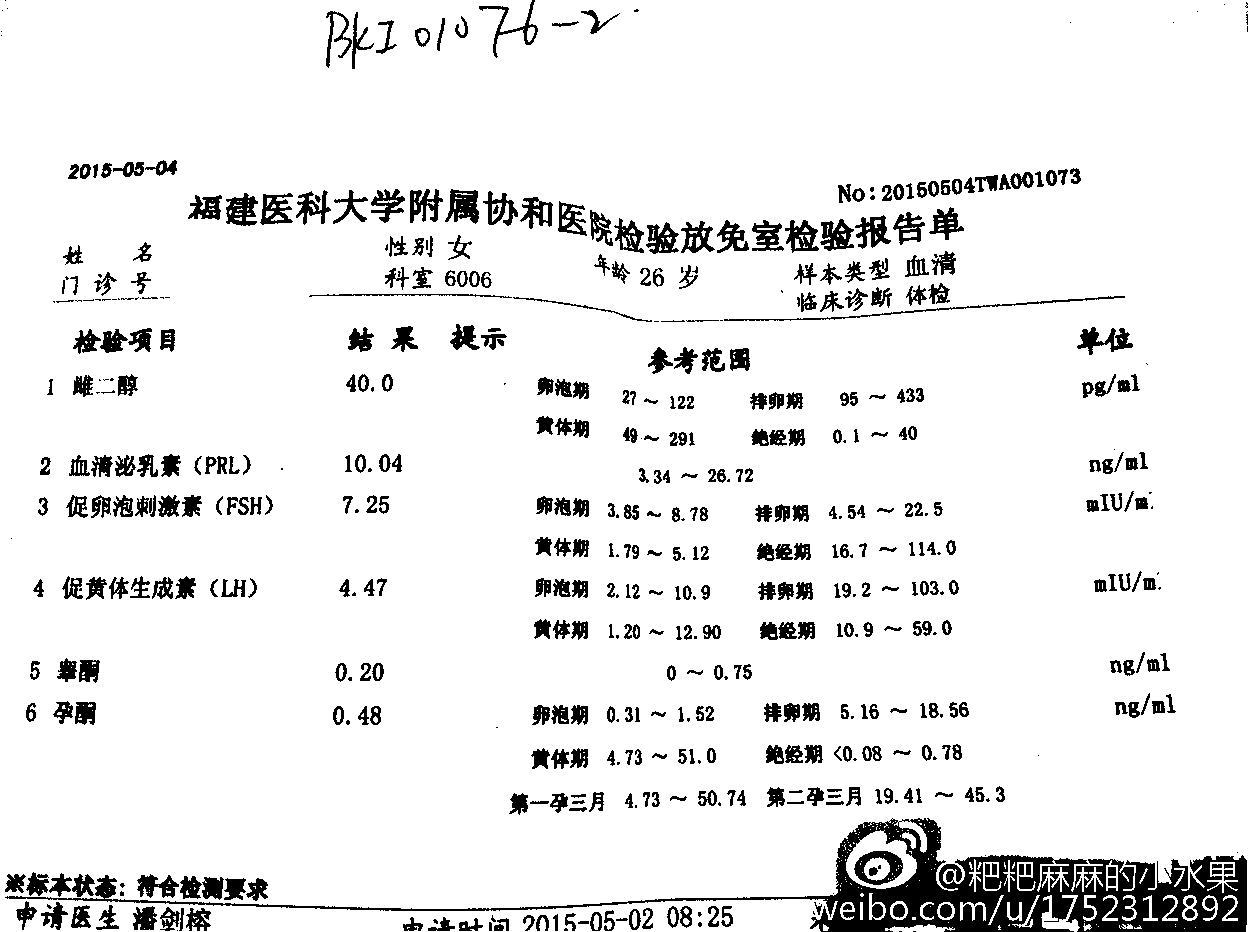 BKI01076-2
2015-05-04
No:20150504TWA001073
福建医科大学附属协和医院检验放免室检验报告单
姓 名 性别 女 年龄 26 岁 样本类型 血清
门 诊 号 科室 6006 临床诊断 体检
检验项目 结 果 提示 参考范围 单位
1 雌二醇 40.0 卵泡期 27 ~ 122 排卵期 95 ~ 433 pg/ml
黄体期 49 ~ 291 绝经期 0.1 ~ 40
2 血清泌乳素(PRL) 10.04 3.34 ~ 26.72 ng/ml
3 促卵泡刺激素(FSH) 7.25 卵泡期 3.85 ~ 8.78 排卵期 4.54 ~ 22.5 mIU/m
黄体期 1.79 ~ 5.12 绝经期 16.7 ~ 114.0
4 促黄体生成素(LH) 4.47 卵泡期 2.12 ~ 10.9 排卵期 19.2 ~ 103.0 mIU/m
黄体期 1.20 ~ 12.90 绝经期 10.9 ~ 59.0
5 睾酮 0.20 0 ~ 0.75 ng/ml
6 孕酮 0.48 卵泡期 0.31 ~ 1.52 排卵期 5.16 ~ 18.56 ng/ml
黄体期 4.73 ~ 51.0 绝经期 <0.08 ~ 0.78
第一孕三月 4.73 ~ 50.74 第二孕三月 19.41 ~ 45.3
※标本状态: 符合检测要求
申请医生 潘剑榕 申请时间 2015-05-02 08:25
@粑粑麻麻的小水果
weibo.com/u/1752312892